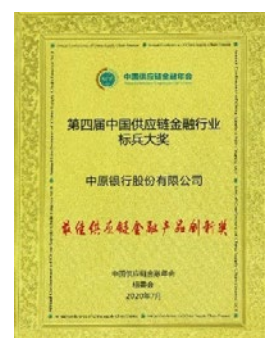 中国供应链金融年会
第四届中国供应链金融行业
标兵大奖
中原银行股份有限公司
最佳供应链金融产品创新奖
中国供应链金融年会
组委会
2020年7月